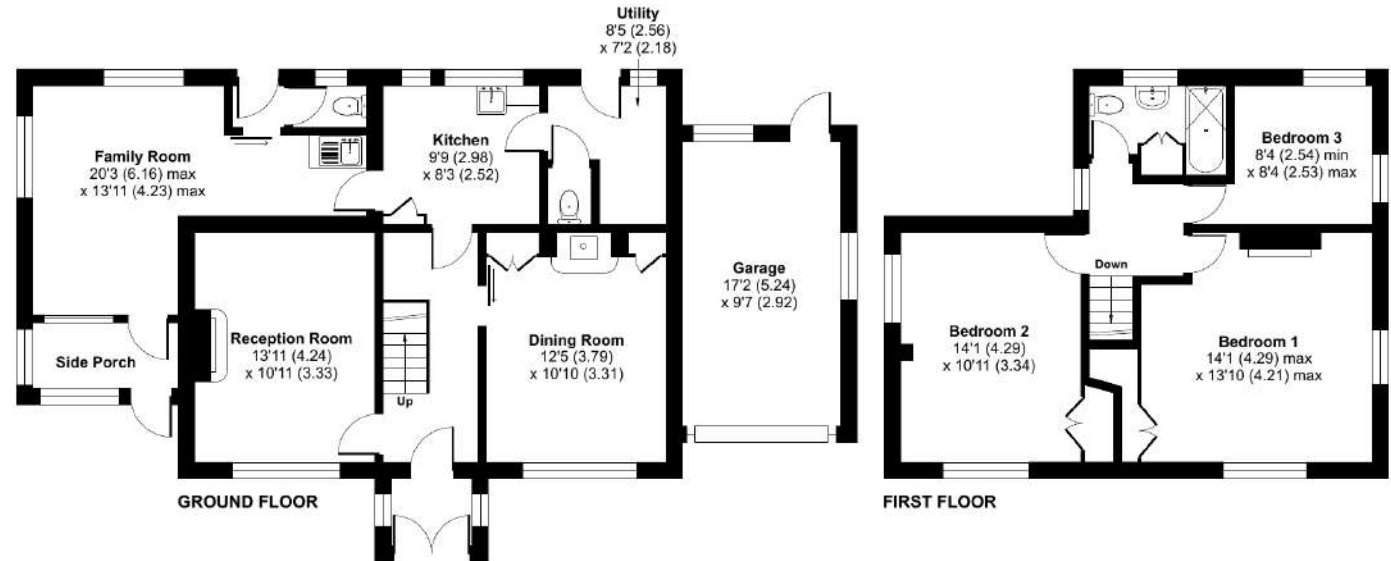 Utility
8'5 (2.56)
x 7'2 (2.18)
Family Room
20'3 (6.16) max
x 13'11 (4.23) max
Kitchen
9'9 (2.98)
x 8'3 (2.52)
Garage
17'2 (5.24)
x 9'7 (2.92)
Side Porch
Reception Room
13'11 (4.24)
x 10'11 (3.33)
Up
Dining Room
12'5 (3.79)
x 10'10 (3.31)
GROUND FLOOR
Bedroom 3
8'4 (2.54) min
x 8'4 (2.53) max
Down
Bedroom 2
14'1 (4.29)
x 10'11 (3.34)
Bedroom 1
14'1 (4.29) max
x 13'10 (4.21) max
FIRST FLOOR